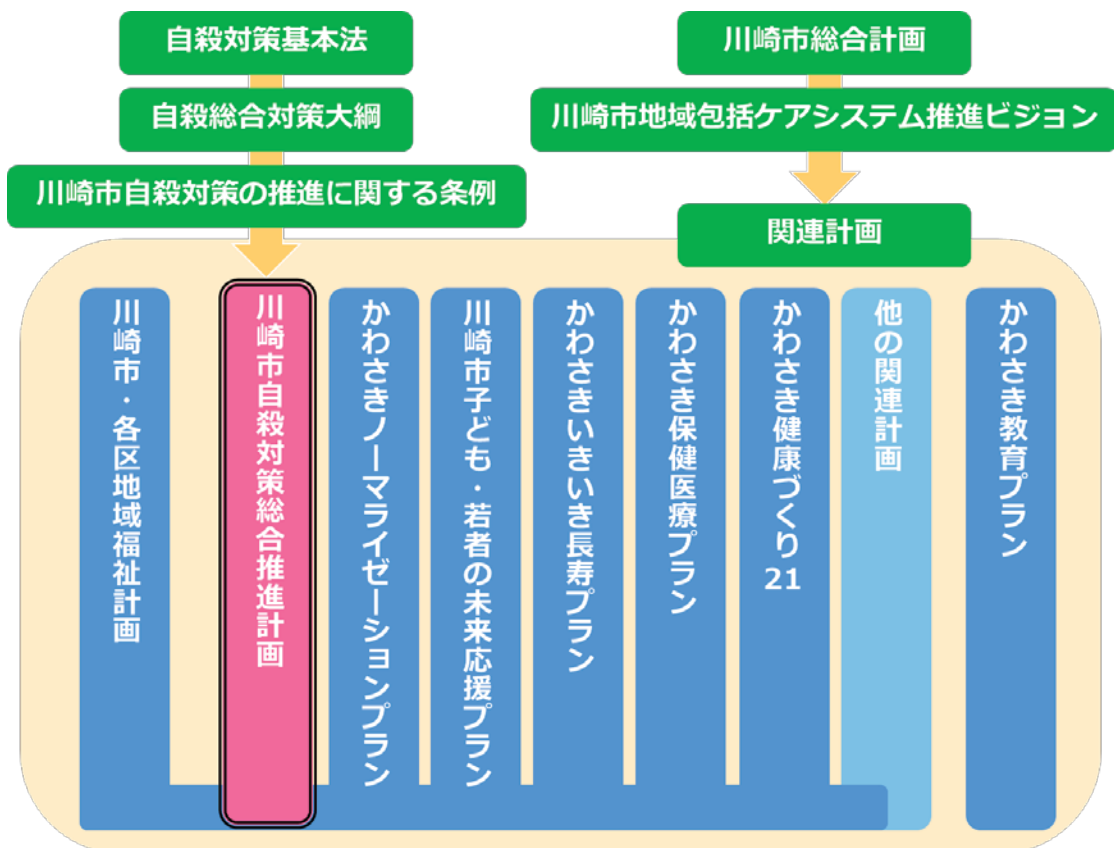 自殺対策基本法
自殺総合対策大綱
川崎市自殺対策の推進に関する条例
川崎市総合計画
川崎市地域包括ケアシステム推進ビジョン
関連計画
川崎市・各区地域福祉計画
川崎市自殺対策総合推進計画
かわさきノーマライゼーションプラン
川崎市子ども・若者の未来応援プラン
かわさきいきいき長寿プラン
かわさき保健医療プラン
かわさき健康づくり21
他の関連計画
かわさき教育プラン